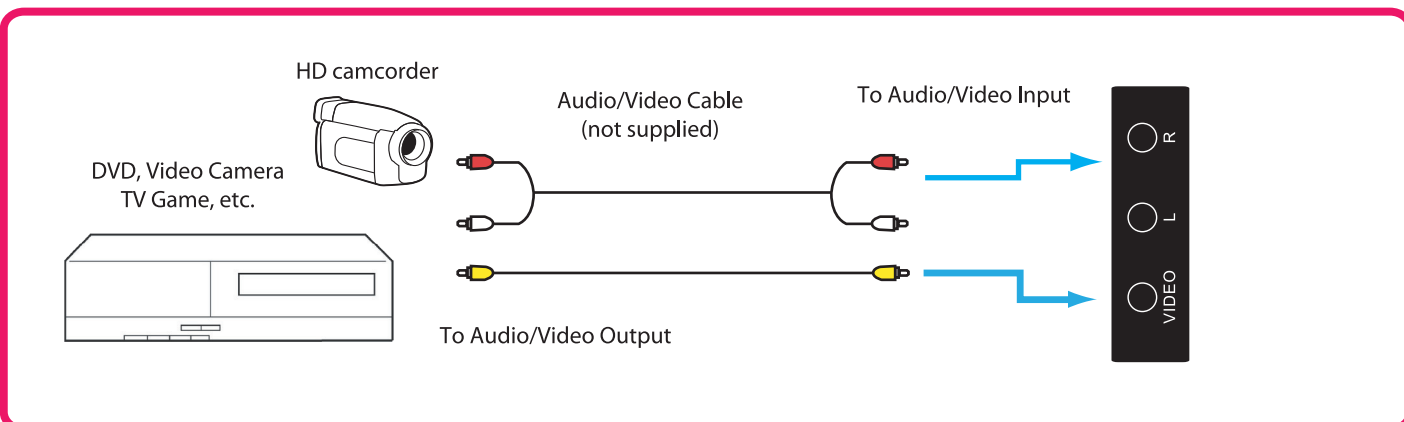 HD camcorder
Audio/Video Cable
(not supplied)
To Audio/Video Input
DVD, Video Camera
TV Game, etc.
To Audio/Video Output
R
L
VIDEO